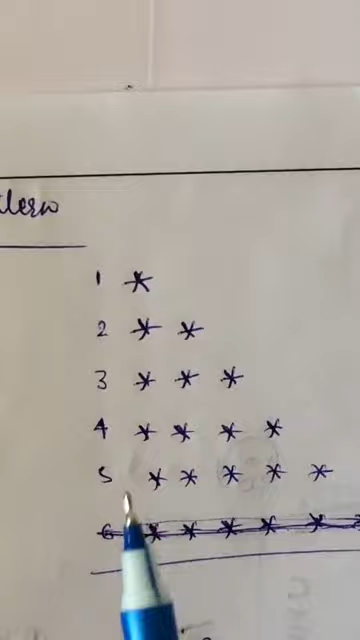 1 *
2 * *
3 * * *
4 * * * *
5 * * * * *